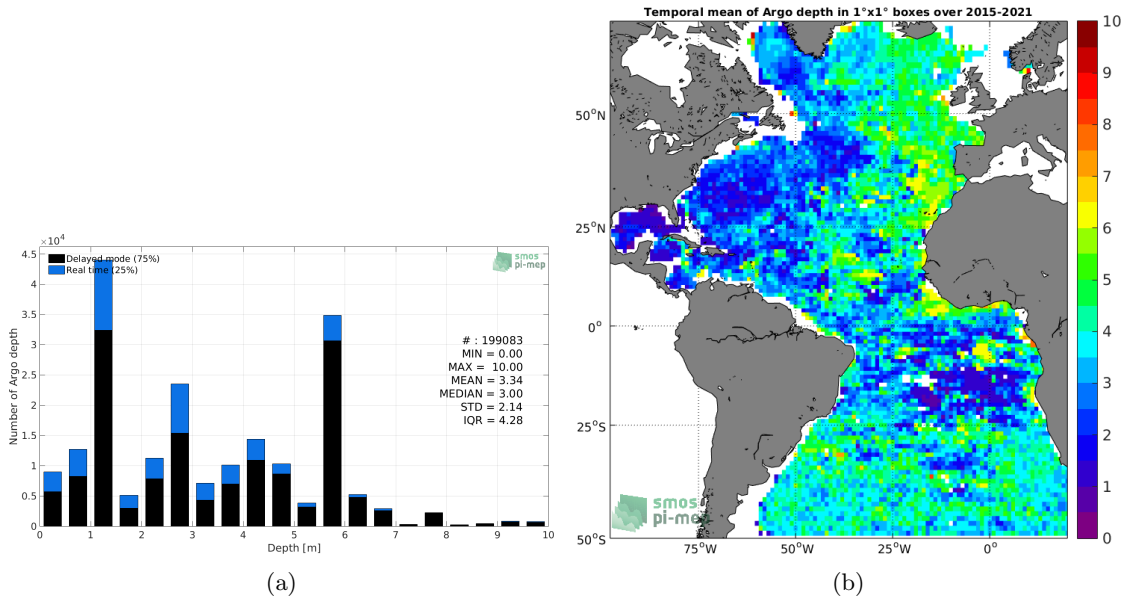 Temporal mean of Argo depth in 1°x1° boxes over 2015-2021
×10⁴
Delayed mode (75%)
Real time (25%)
smos
pi-mep
# : 199083
MIN = 0.00
MAX = 10.00
MEAN = 3.34
MEDIAN = 3.00
STD = 2.14
IQR = 4.28
Number of Argo depth
4.5
4
3.5
3
2.5
2
1.5
1
0.5
0
0 1 2 3 4 5 6 7 8 9 10
Depth [m]
(a)
50°N
25°N
0°
25°S
50°S
75°W 50°W 25°W 0°
smos
pi-mep
10
9
8
7
6
5
4
3
2
1
0
(b)